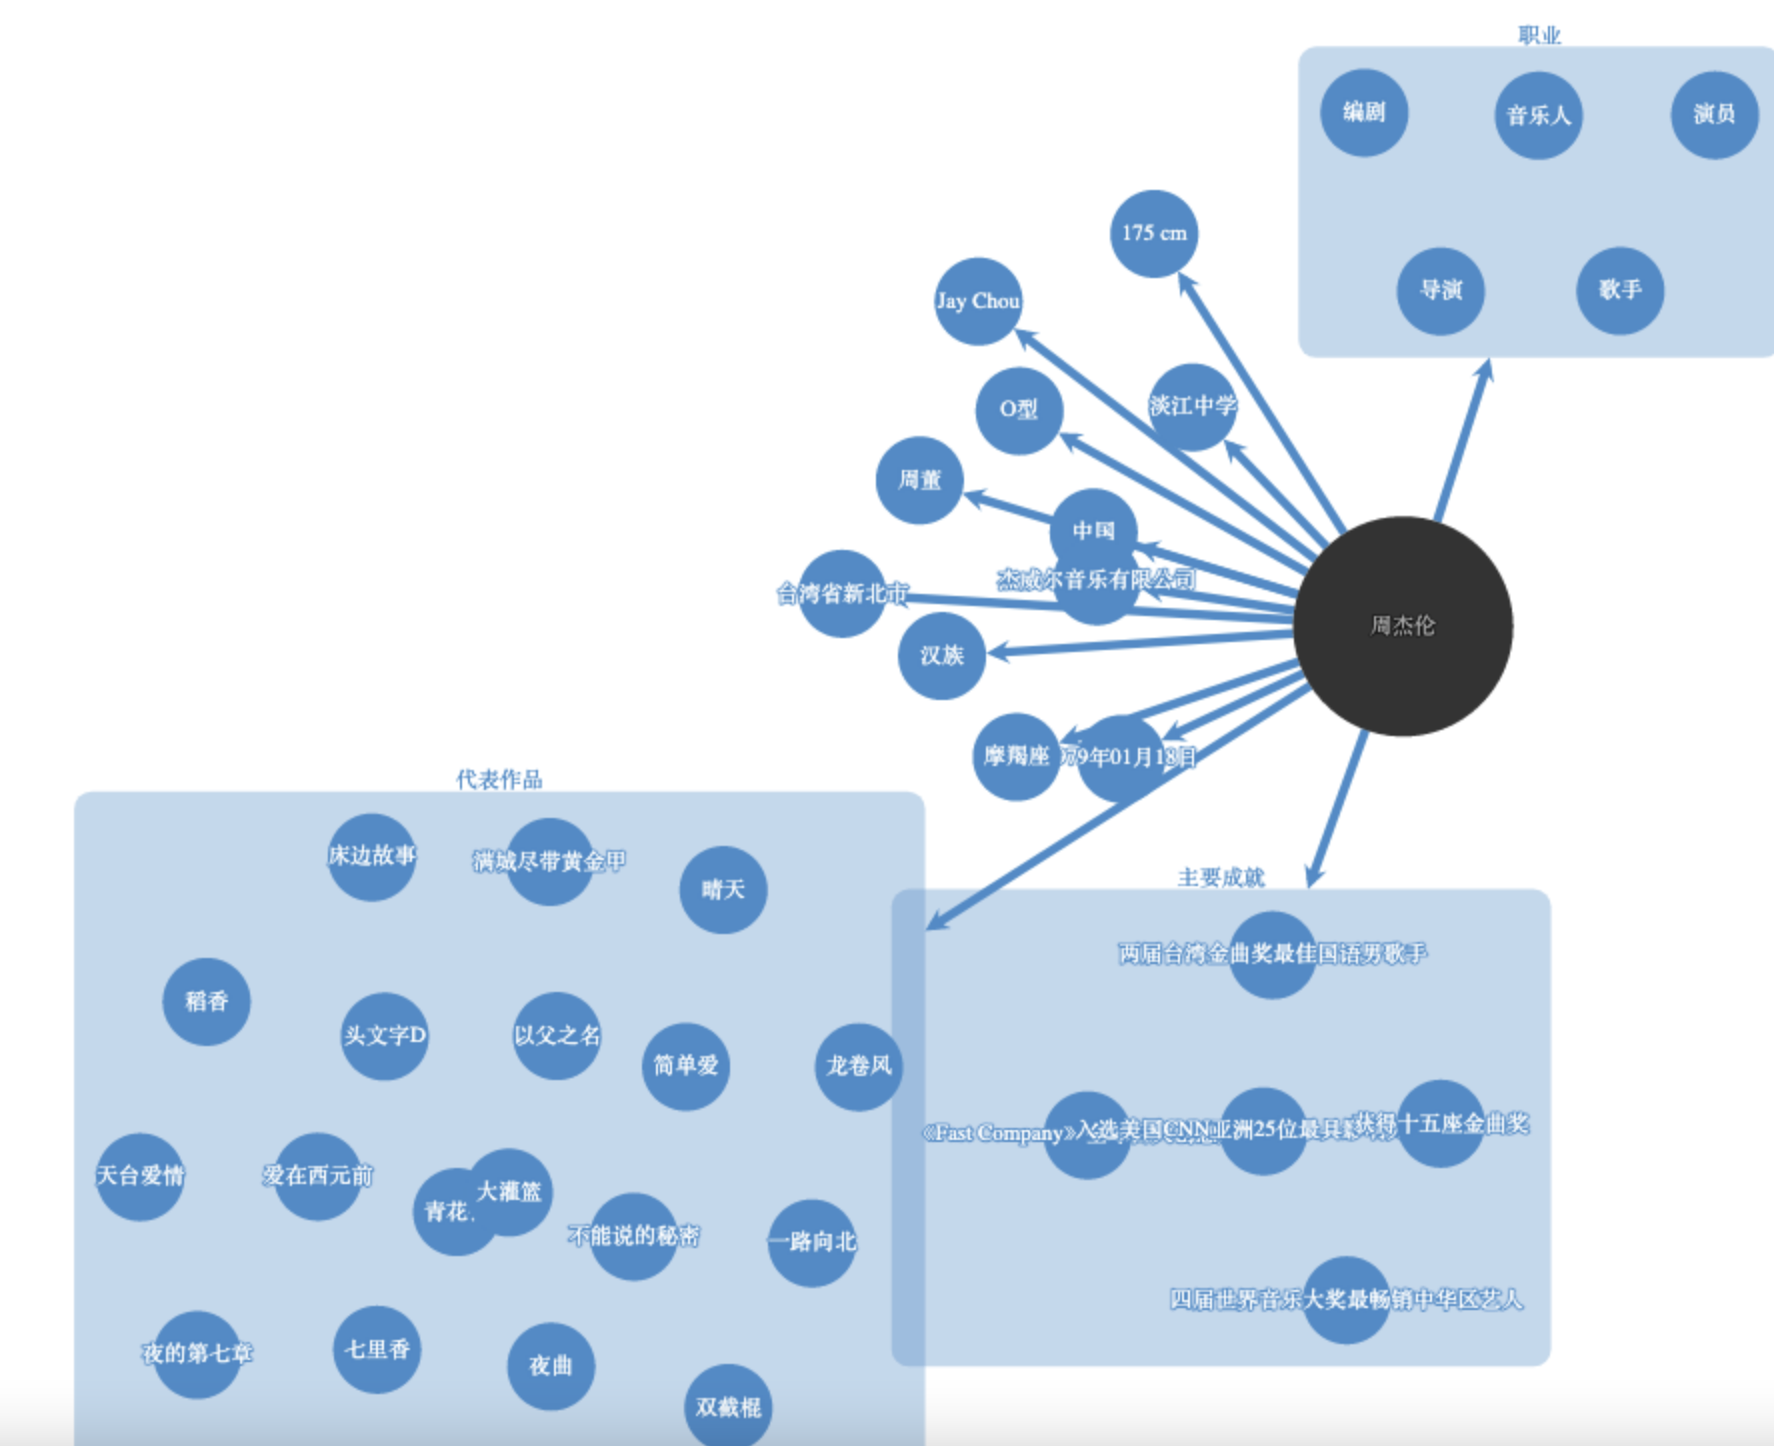 职业
编剧
音乐人
演员
导演
歌手
175 cm
Jay Chou
淡江中学
O型
周董
中国
杰威尔音乐有限公司
台湾省新北市
周杰伦
汉族
摩羯座
79年01月18日
代表作品
床边故事
满城尽带黄金甲
晴天
稻香
头文字D
以父之名
简单爱
龙卷风
天台爱情
爱在西元前
青花
大灌篮
不能说的秘密
一路向北
夜的第七章
七里香
夜曲
双截棍
主要成就
两届台湾金曲奖最佳国语男歌手
《Fast Company》
入选美国CNN亚洲25位最具
获得十五座金曲奖
四届世界音乐大奖最畅销中华区艺人